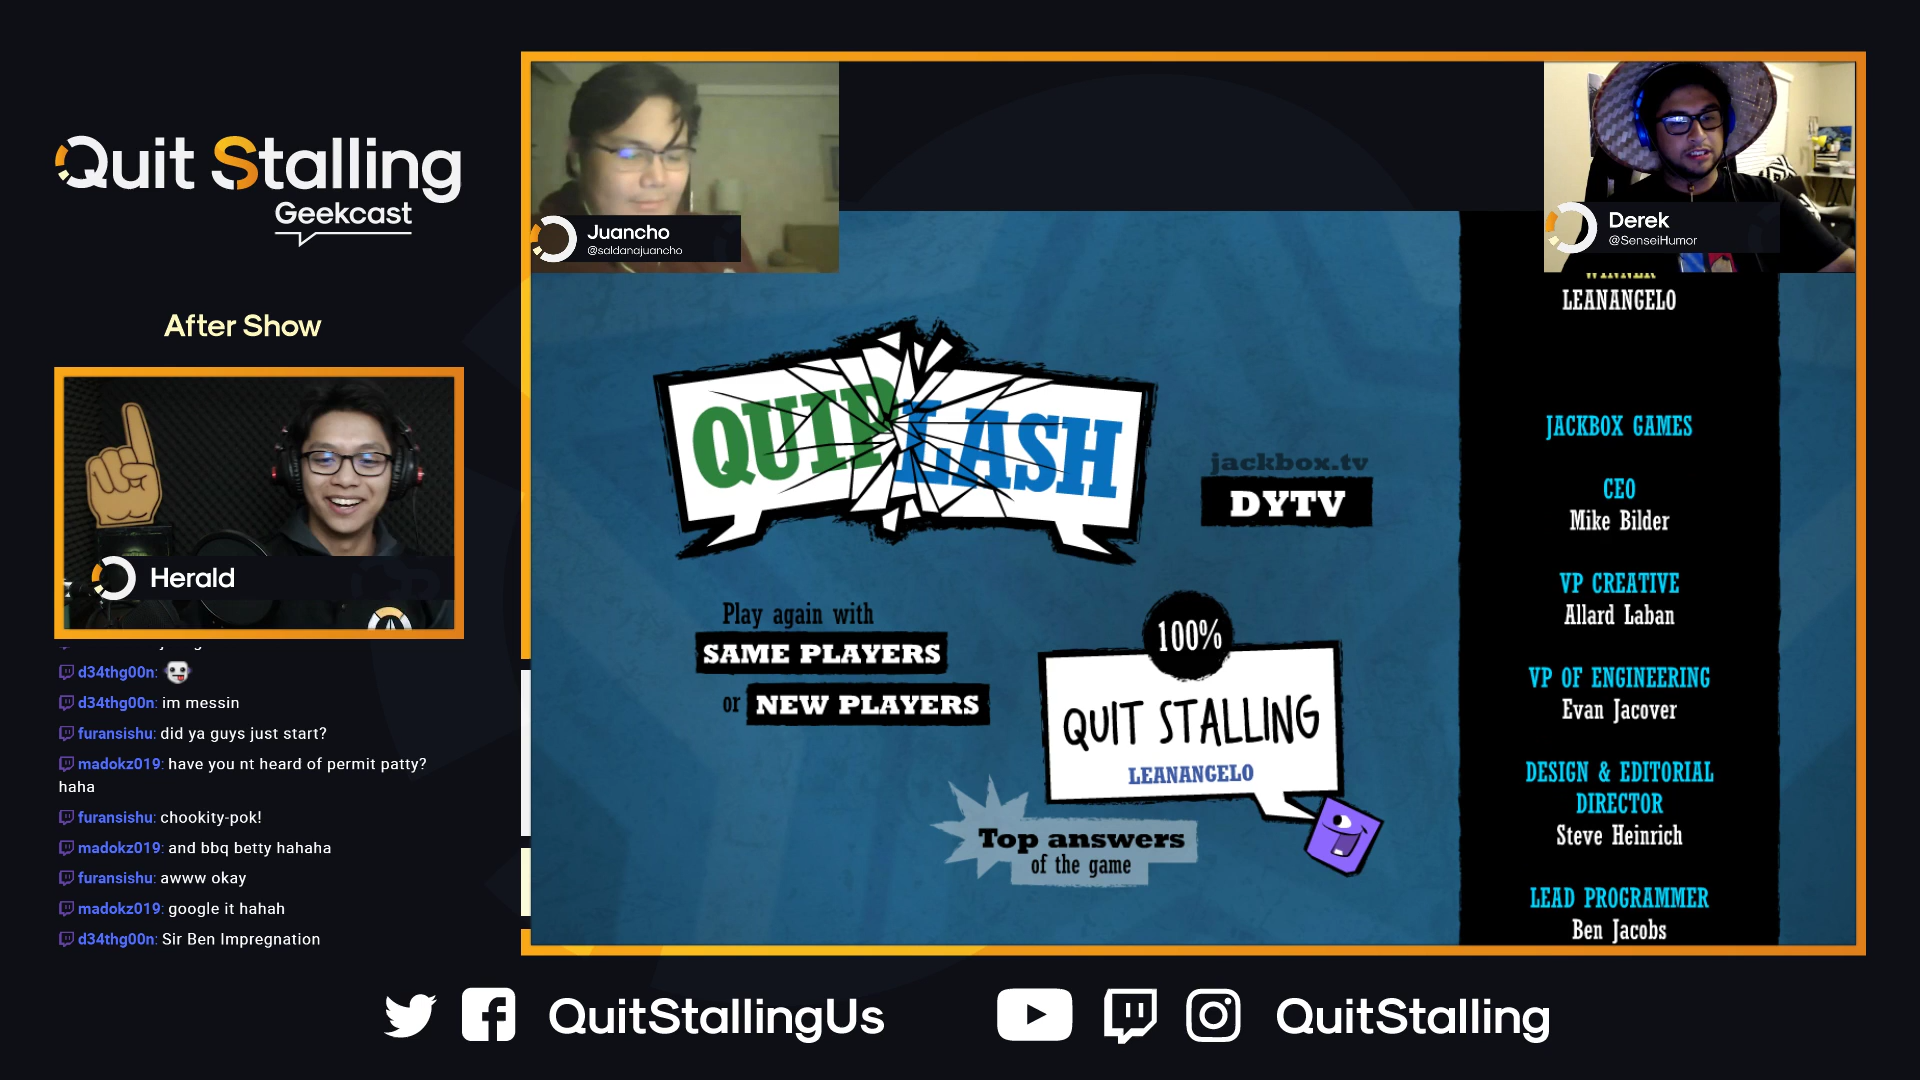 Quit Stalling
Geekcast
After Show
Herald
d34thg00n:
d34thg00n: im messin
furansishu: did ya guys just start?
madokz019: have you nt heard of permit patty?
haha
furansishu: chookity-pok!
madokz019: and bbq betty hahaha
furansishu: awww okay
madokz019: google it hahah
d34thg00n: Sir Ben Impregnation
Juancho
@saldanajuancho
Derek
@SenseiHumor
QUIPLASH
jackbox.tv
DYTV
Play again with
SAME PLAYERS
or NEW PLAYERS
100%
QUIT STALLING
LEANANGELO
Top answers
of the game
WINNER
LEANANGELO
JACKBOX GAMES
CEO
Mike Bilder
VP CREATIVE
Allard Laban
VP OF ENGINEERING
Evan Jacover
DESIGN & EDITORIAL
DIRECTOR
Steve Heinrich
LEAD PROGRAMMER
Ben Jacobs
QuitStallingUs
QuitStalling